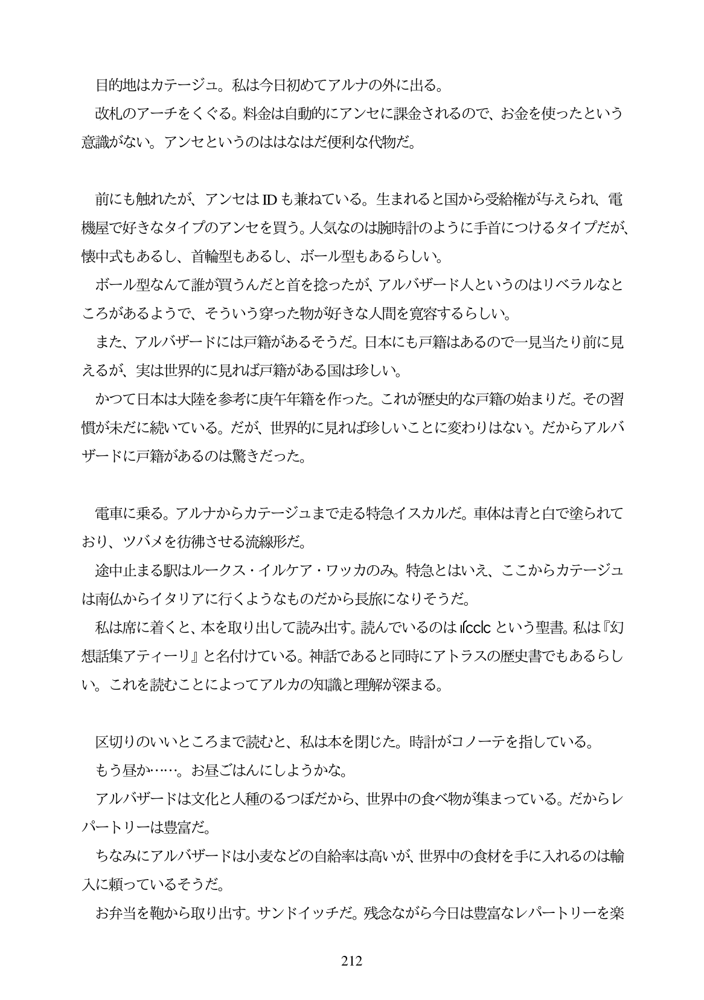 目的地はカテージュ。私は今日初めてアルナの外に出る。
改札のアーチをくぐる。料金は自動的にアンセに課金されるので、お金を使ったという
意識がない。アンセというのははなはだ便利な代物だ。
前にも触れたが、アンセは ID も兼ねている。生まれると国から受給権が与えられ、電
機屋で好きなタイプのアンセを買う。人気なのは腕時計のように手首につけるタイプだが、
懐中式もあるし、首輪型もあるし、ボール型もあるらしい。
ボール型なんて誰が買うんだと首を捻ったが、アルバザード人というのはリベラルなと
ころがあるようで、そういう穿った物が好きな人間を寛容するらしい。
また、アルバザードには戸籍があるそうだ。日本にも戸籍はあるので一見当たり前に見
えるが、実は世界的に見れば戸籍がある国は珍しい。
かつて日本は大陸を参考に庚午年籍を作った。これが歴史的な戸籍の始まりだ。その習
慣が未だに続いている。だが、世界的に見れば珍しいことに変わりはない。だからアルバ
ザードに戸籍があるのは驚きだった。
電車に乗る。アルナからカテージュまで走る特急イスカルだ。車体は青と白で塗られて
おり、ツバメを彷彿させる流線形だ。
途中止まる駅はルークス・イルケア・ワッカのみ。特急とはいえ、ここからカテージュ
は南仏からイタリアに行くようなものだから長旅になりそうだ。
私は席に着くと、本を取り出して読み出す。読んでいるのは という聖書。私は『幻
想話集アティーリ』と名付けている。神話であると同時にアトラスの歴史書でもあるらし
い。これを読むことによってアルカの知識と理解が深まる。
区切りのいいところまで読むと、私は本を閉じた。時計がコノーテを指している。
もう昼か……。お昼ごはんにしようかな。
アルバザードは文化と人種のるつぼだから、世界中の食べ物が集まっている。だからレ
パートリーは豊富だ。
ちなみにアルバザードは小麦などの自給率は高いが、世界中の食材を手に入れるのは輸
入に頼っているそうだ。
お弁当を鞄から取り出す。サンドイッチだ。残念ながら今日は豊富なレパートリーを楽
212